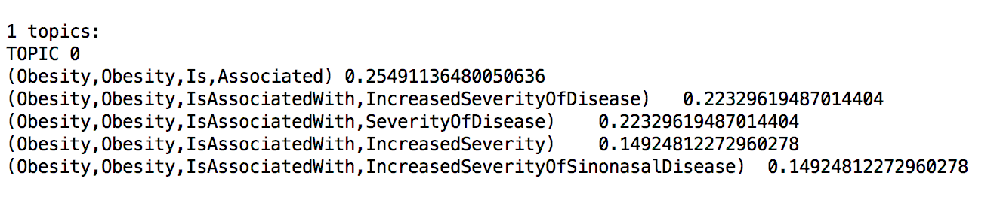 1 topics:
TOPIC 0
(Obesity,Obesity,Is,Associated) 0.25491136480050636
(Obesity,Obesity,IsAssociatedWith,IncreasedSeverityOfDisease) 0.22329619487014404
(Obesity,Obesity,IsAssociatedWith,SeverityOfDisease) 0.22329619487014404
(Obesity,Obesity,IsAssociatedWith,IncreasedSeverity) 0.14924812272960278
(Obesity,Obesity,IsAssociatedWith,IncreasedSeverityOfSinonasalDisease) 0.14924812272960278